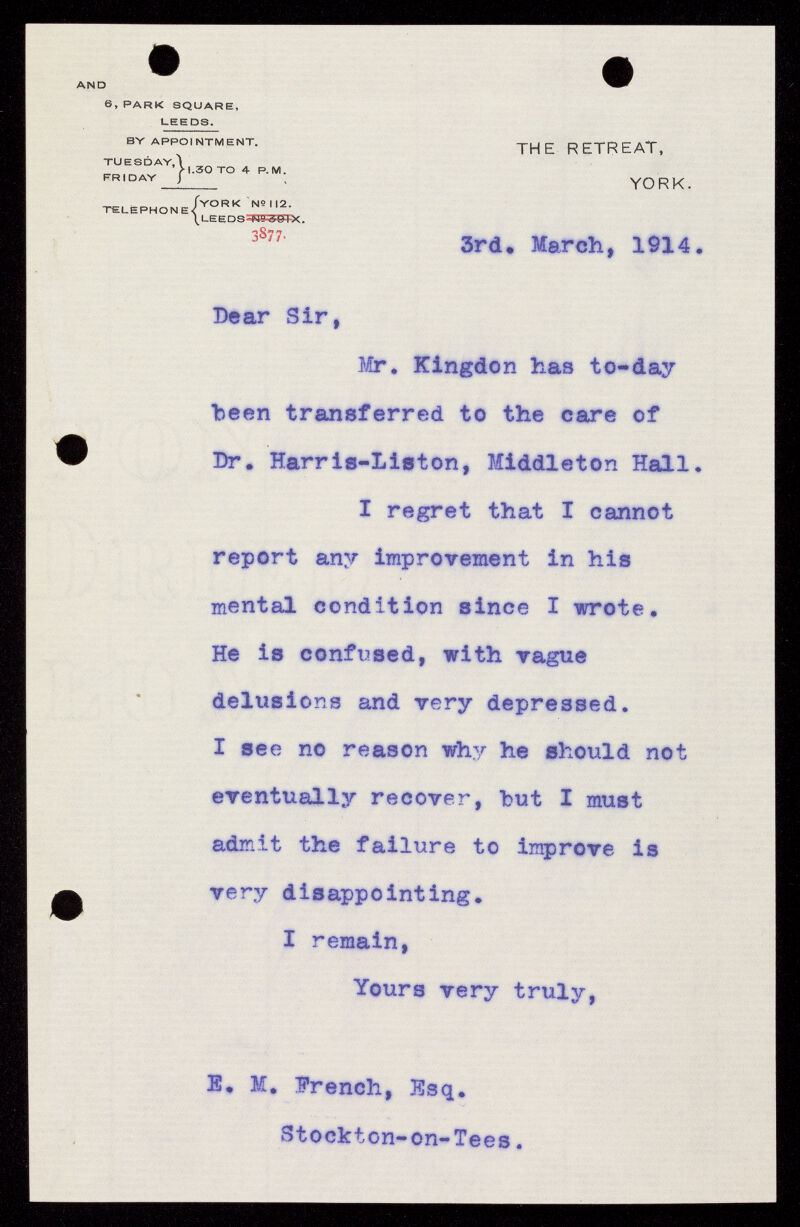 AND
6, PARK SQUARE,
LEEDS.
BY APPOINTMENT.
TUESDAY, } 1.30 TO 4 P.M.
FRIDAY
TELEPHONE { YORK Nº 112.
LEEDS Nº 391X.
3877.
THE RETREAT,
YORK.
3rd. March, 1914.
Dear Sir,
Mr. Kingdon has to-day
been transferred to the care of
Dr. Harris-Liston, Middleton Hall.
I regret that I cannot
report any improvement in his
mental condition since I wrote.
He is confused, with vague
delusions and very depressed.
I see no reason why he should not
eventually recover, but I must
admit the failure to improve is
very disappointing.
I remain,
Yours very truly,
E. M. French, Esq.
Stockton-on-Tees.